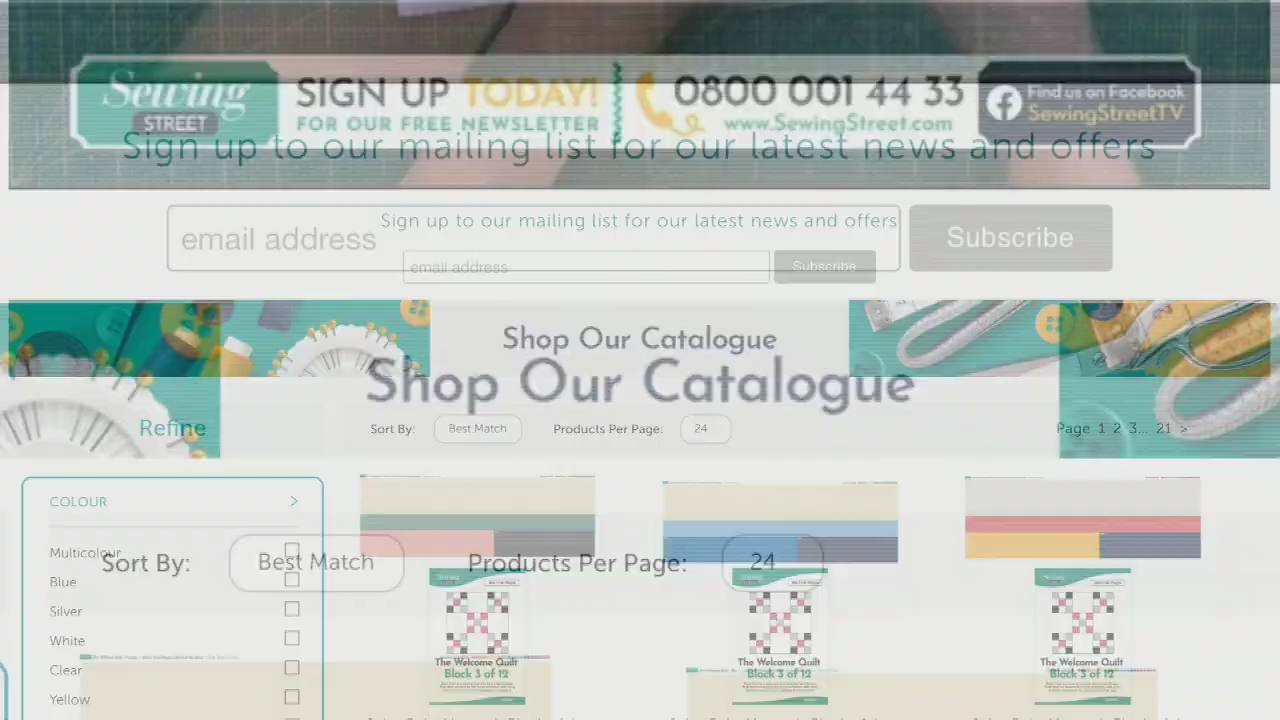 Sewing
STREET
SIGN UP TODAY!
FOR OUR FREE NEWSLETTER
0800 001 44 33
www.SewingStreet.com
Find us on Facebook
SewingStreetTV
Sign up to our mailing list for our latest news and offers
Sign up to our mailing list for our latest news and offers
email address
Subscribe
email address
Subscribe
Shop Our Catalogue
Shop Our Catalogue
Refine
Sort By:
Best Match
Products Per Page:
24
Page 1 2 3... 21 >
COLOUR >
Multicolour
Sort By:
Best Match
Products Per Page:
24
Blue
Silver
White
Clear
Yellow
The Welcome Quilt
Block 3 of 12
The Welcome Quilt
Block 3 of 12
The Welcome Quilt
Block 3 of 12